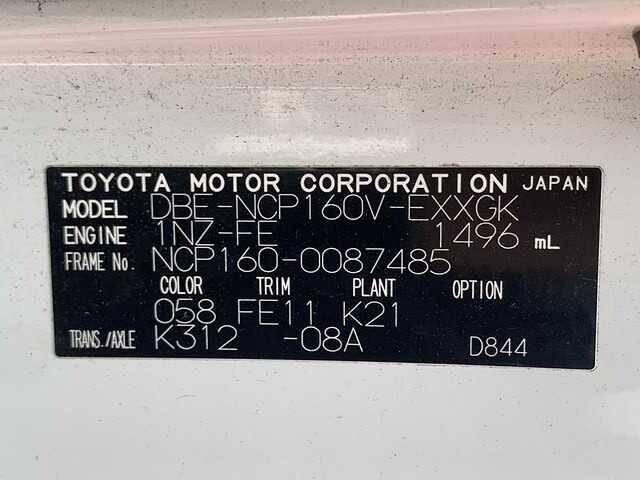 TOYOTA MOTOR CORPORATION JAPAN
MODEL DBE-NCP160V-EXXGK
ENGINE 1NZ-FE 1496 mL
FRAME No. NCP160-0087485
COLOR TRIM PLANT OPTION
058 FE11 K21
TRANS./AXLE K312 -08A D844